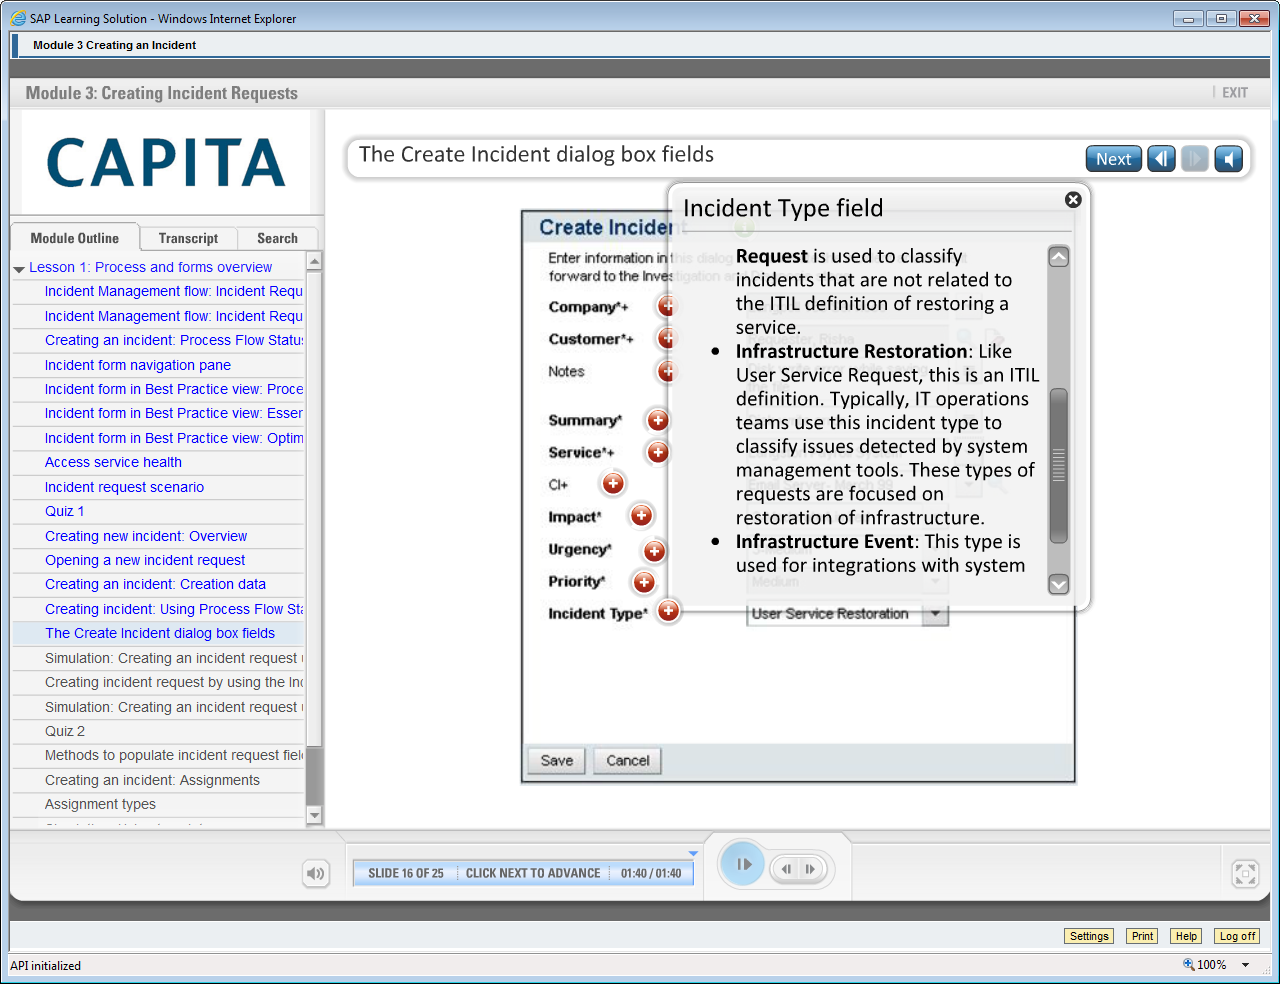 SAP Learning Solution - Windows Internet Explorer
Module 3 Creating an Incident
Module 3: Creating Incident Requests
EXIT
CAPITA
The Create Incident dialog box fields
Next
Module Outline
Transcript
Search
Lesson 1: Process and forms overview
Incident Management flow: Incident Requ
Incident Management flow: Incident Requ
Creating an incident: Process Flow Statu
Incident form navigation pane
Incident form in Best Practice view: Proce
Incident form in Best Practice view: Esser
Incident form in Best Practice view: Optim
Access service health
Incident request scenario
Quiz 1
Creating new incident: Overview
Opening a new incident request
Creating an incident: Creation data
Creating incident: Using Process Flow Sta
The Create Incident dialog box fields
Simulation: Creating an incident request u
Creating incident request by using the Inc
Simulation: Creating an incident request u
Quiz 2
Methods to populate incident request fiel
Creating an incident: Assignments
Assignment types
Create Incident
Enter information in this dialog
forward to the Inves
Company*+
Customer*+
Notes
Summary*
Service*+
CI+
Impact*
Urgency*
Priority*
Medium
Incident Type*
User Service Restoration
Save
Cancel
Incident Type field
Request is used to classify
incidents that are not related to
the ITIL definition of restoring a
service.
• Infrastructure Restoration: Like
User Service Request, this is an ITIL
definition. Typically, IT operations
teams use this incident type to
classify issues detected by system
management tools. These types of
requests are focused on
restoration of infrastructure.
• Infrastructure Event: This type is
used for integrations with system
SLIDE 16 OF 25
CLICK NEXT TO ADVANCE
01:40 / 01:40
Settings
Print
Help
Log off
API initialized
100%